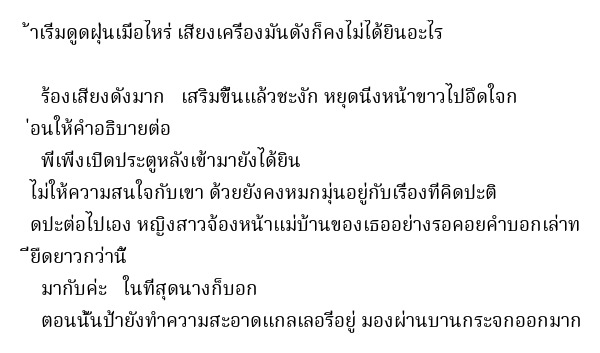 ้าเริ่มดูดฝุ่นเมื่อไหร่ เสียงเครื่องมันดังก็คงไม่ได้ยินอะไร
ร้องเสียงดังมาก   เสริมขึ้นแล้วชะงัก หยุดนิ่งหน้าขาวไปอึดใจก
่อนให้คำอธิบายต่อ
พี่เพิ่งเปิดประตูหลังเข้ามายังได้ยิน
ไม่ให้ความสนใจกับเขา ด้วยยังคงหมกมุ่นอยู่กับเรื่องที่คิดปะติ
ดปะต่อไปเอง หญิงสาวจ้องหน้าแม่บ้านของเธออย่างรอคอยคำบอกเล่าท
ี่ยืดยาวกว่านี้
มากับค่ะ   ในที่สุดนางก็บอก
ตอนนั้นป้ายังทำความสะอาดแกลเลอรี่อยู่ มองผ่านบานกระจกออกมาก